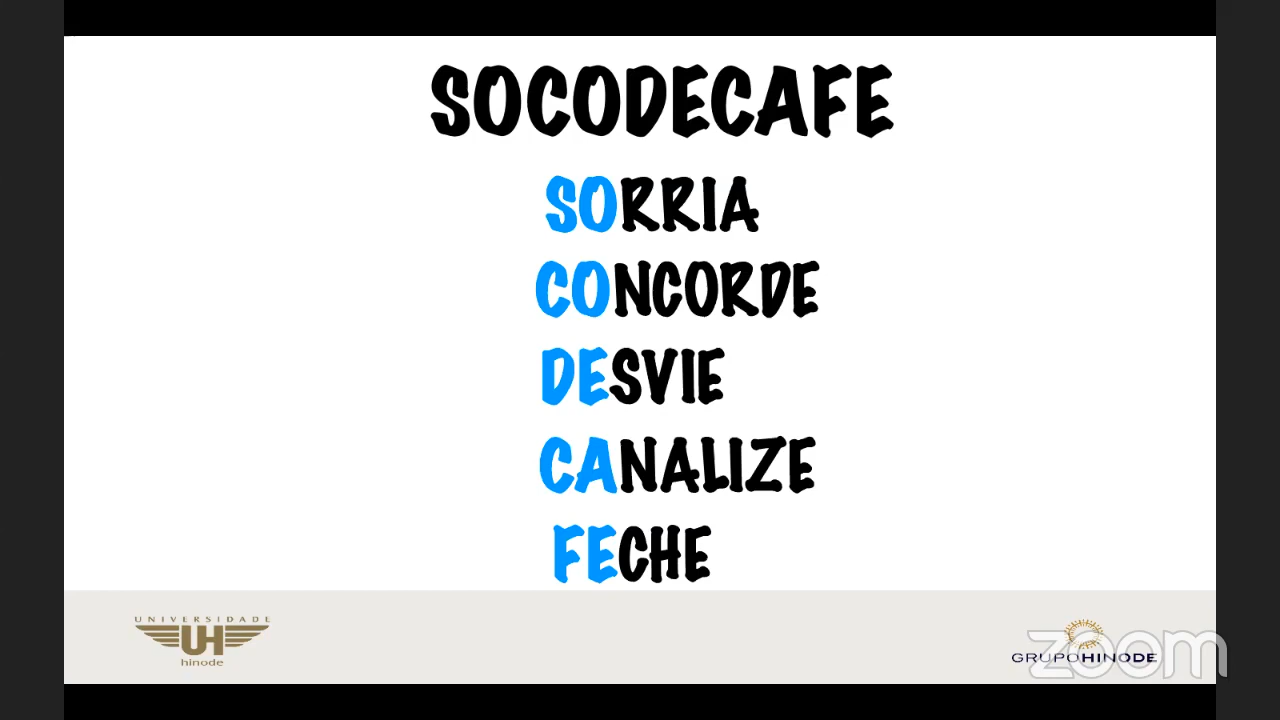 SOCODECAFE
SORRIA
CONCORDE
DESVIE
CANALIZE
FECHE
UNIVERSIDADE
UH
hinode
GRUPOHINODE
zoom